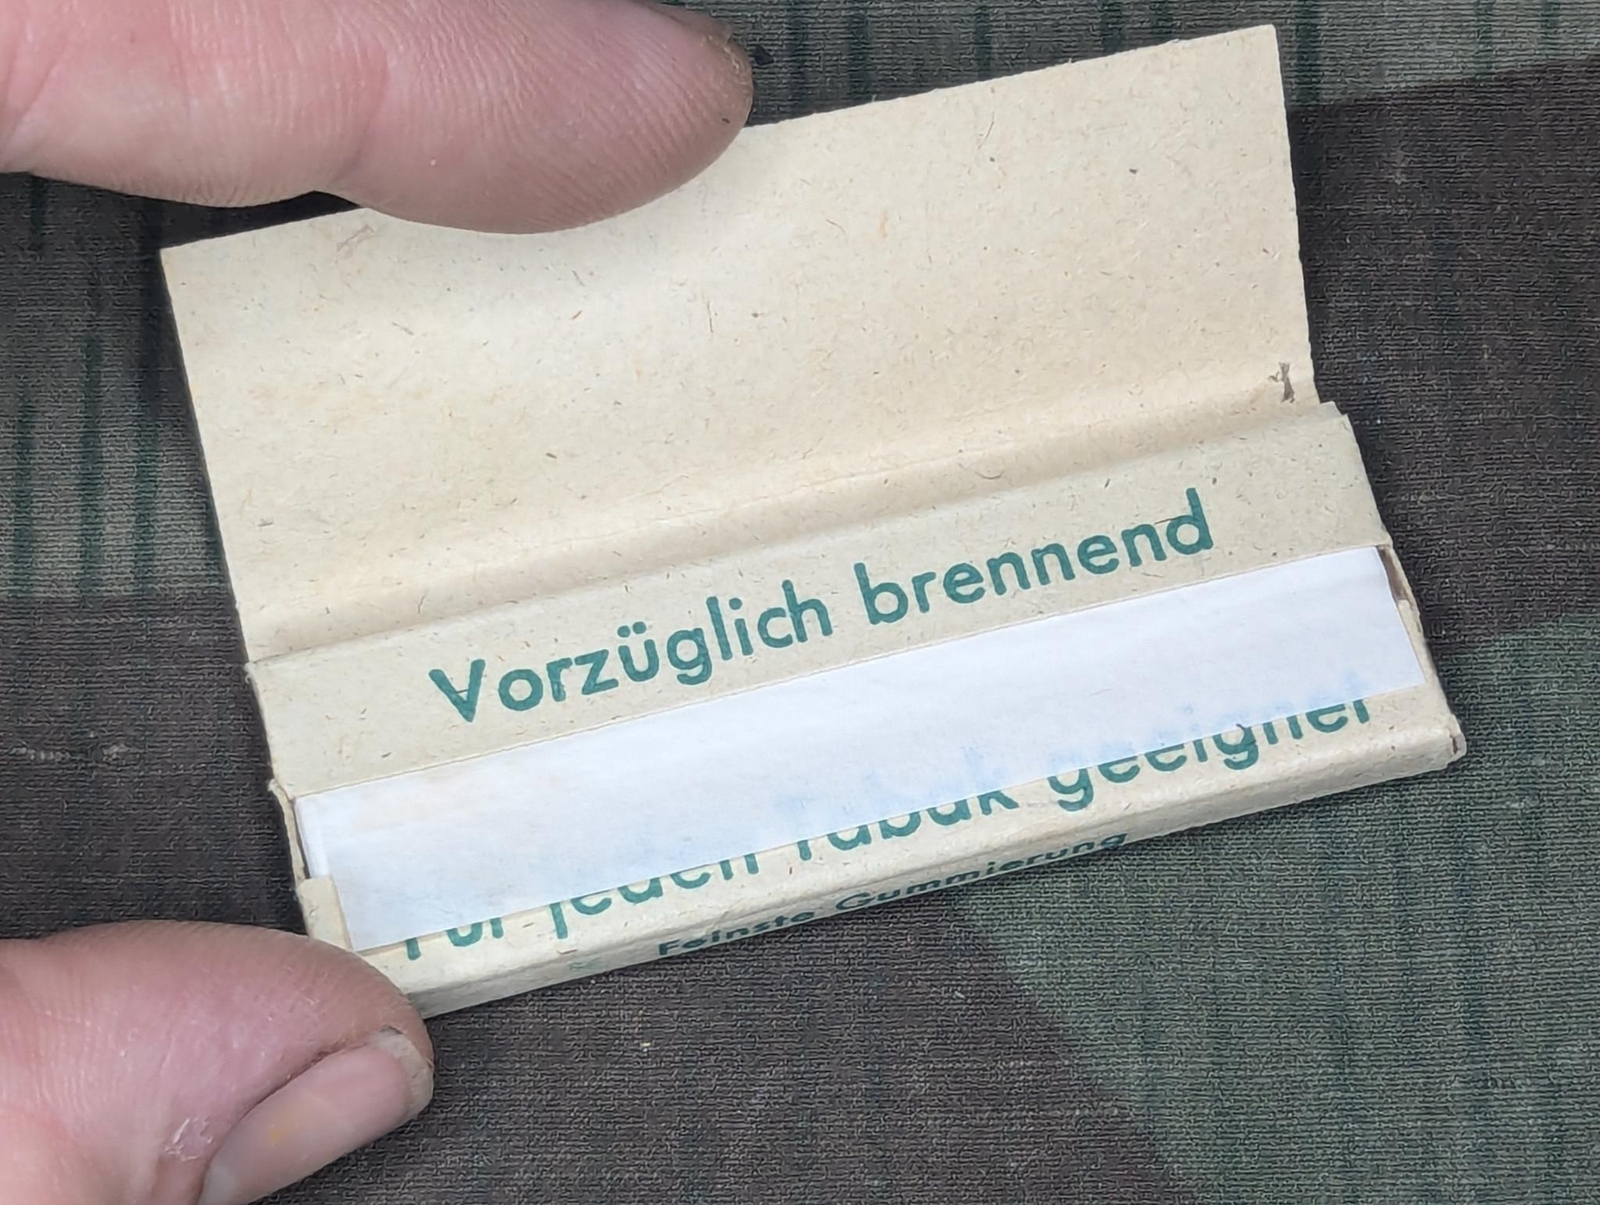 Vorzüglich brennend
Für jeden Tabak geeignet
Feinste Gummierung